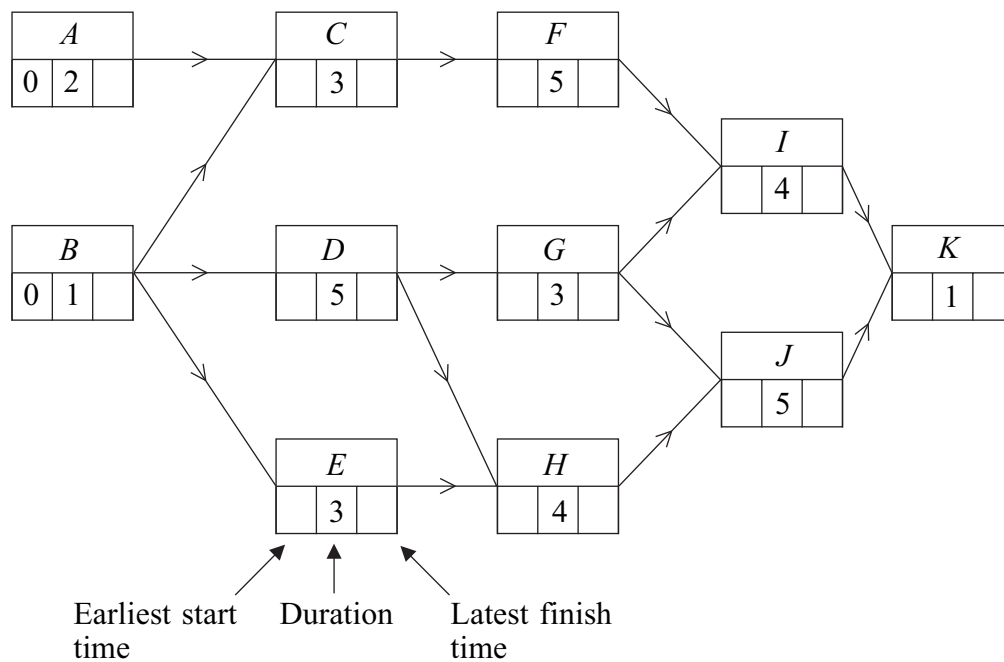 A C F
0 2 3 5
I
4
B D G K
0 1 5 3 1
J
5
E H
3 4
Earliest start time Duration Latest finish time